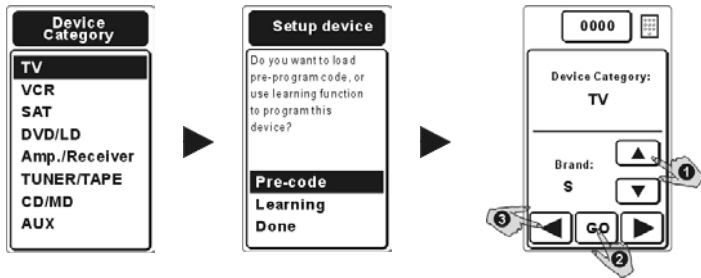 Device
Category
TV
VCR
SAT
DVD/LD
Amp./Receiver
TUNER/TAPE
CD/MD
AUX
Setup device
Do you want to load
pre-program code, or
use learning function
to program this
device?
Pre-code
Learning
Done
0000
Device Category:
TV
Brand:
S
1
3
GO
2